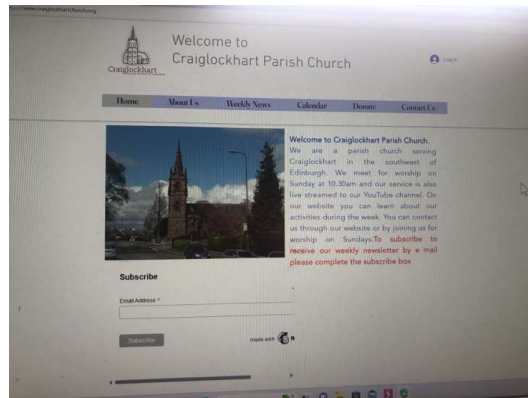 www.craiglockhartchurch.org
Craiglockhart
Welcome to
Craiglockhart Parish Church
Log In
Home About Us Weekly News Calendar Donate Contact Us
Welcome to Craiglockhart Parish Church.
We are a parish church serving
Craiglockhart in the southwest of
Edinburgh. We meet for worship on
Sunday at 10.30am and our service is also
live streamed to our YouTube channel. On
our website you can learn about our
activities during the week. You can contact
us through our website or by joining us for
worship on Sundays.To subscribe to
receive our weekly newsletter by e mail
please complete the subscribe box
Subscribe
Email Address *
Subscribe
made with